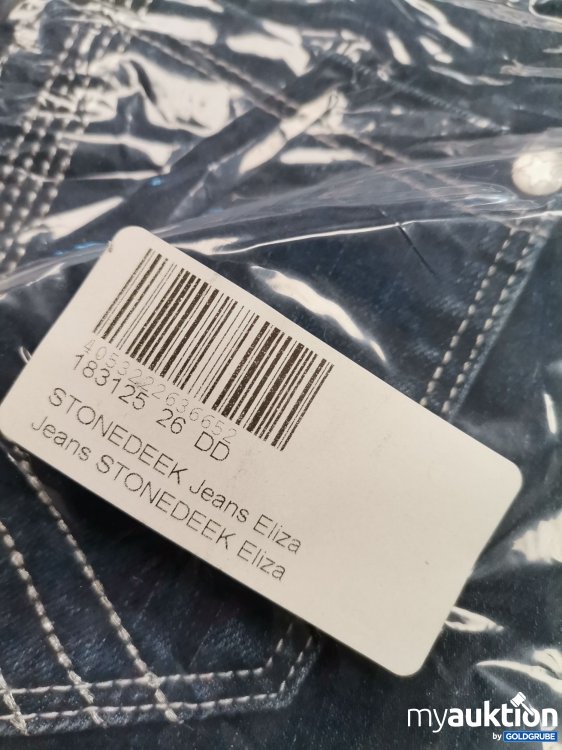 4053222636652
183125 26 DD
STONEDEEK Jeans Eliza
Jeans STONEDEEK Eliza
myauktion
by GOLDGRUBE